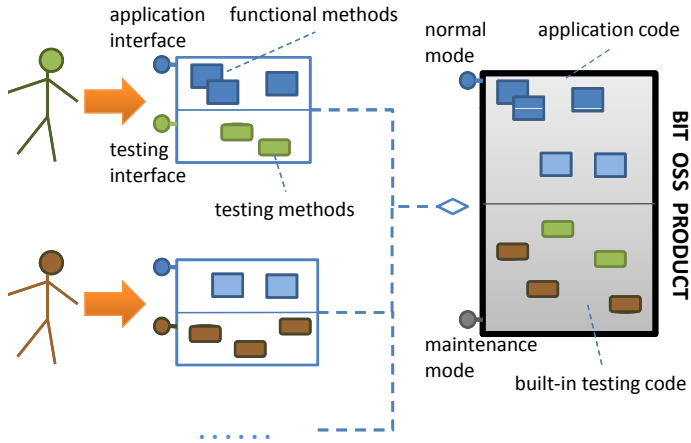 application
interface
functional methods
normal
mode
application code
testing
interface
testing methods
BIT OSS PRODUCT
maintenance
mode
built-in testing code